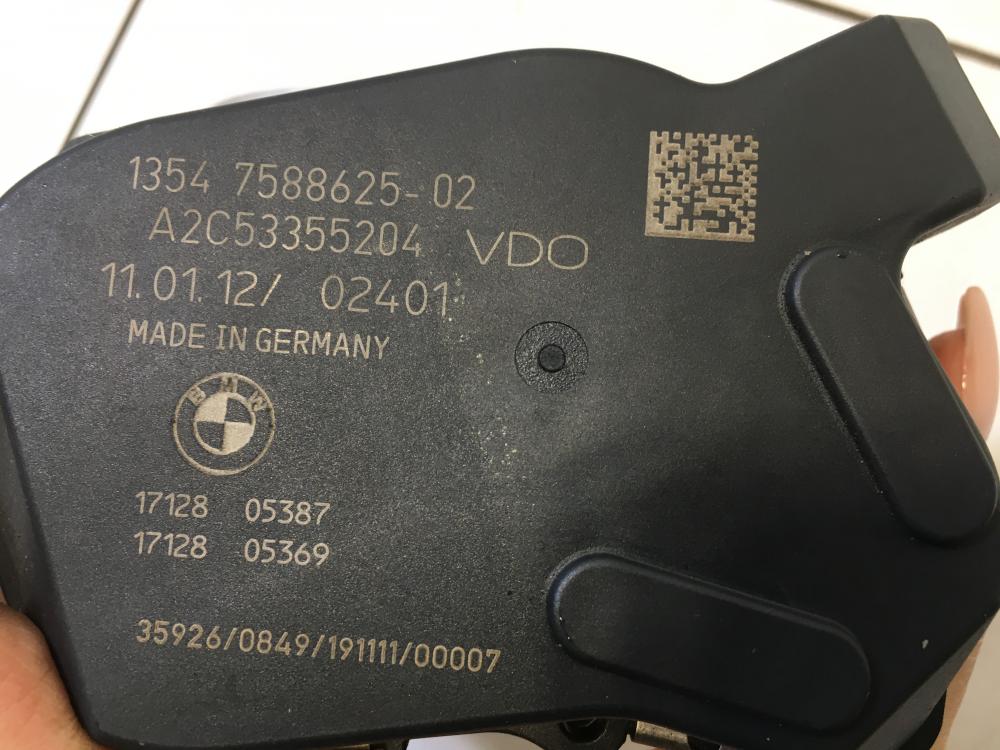 1354 7588625-02
A2C53355204 VDO
11.01.12/ 02401
MADE IN GERMANY
BMW
17128 05387
17128 05369
35926/0849/191111/00007